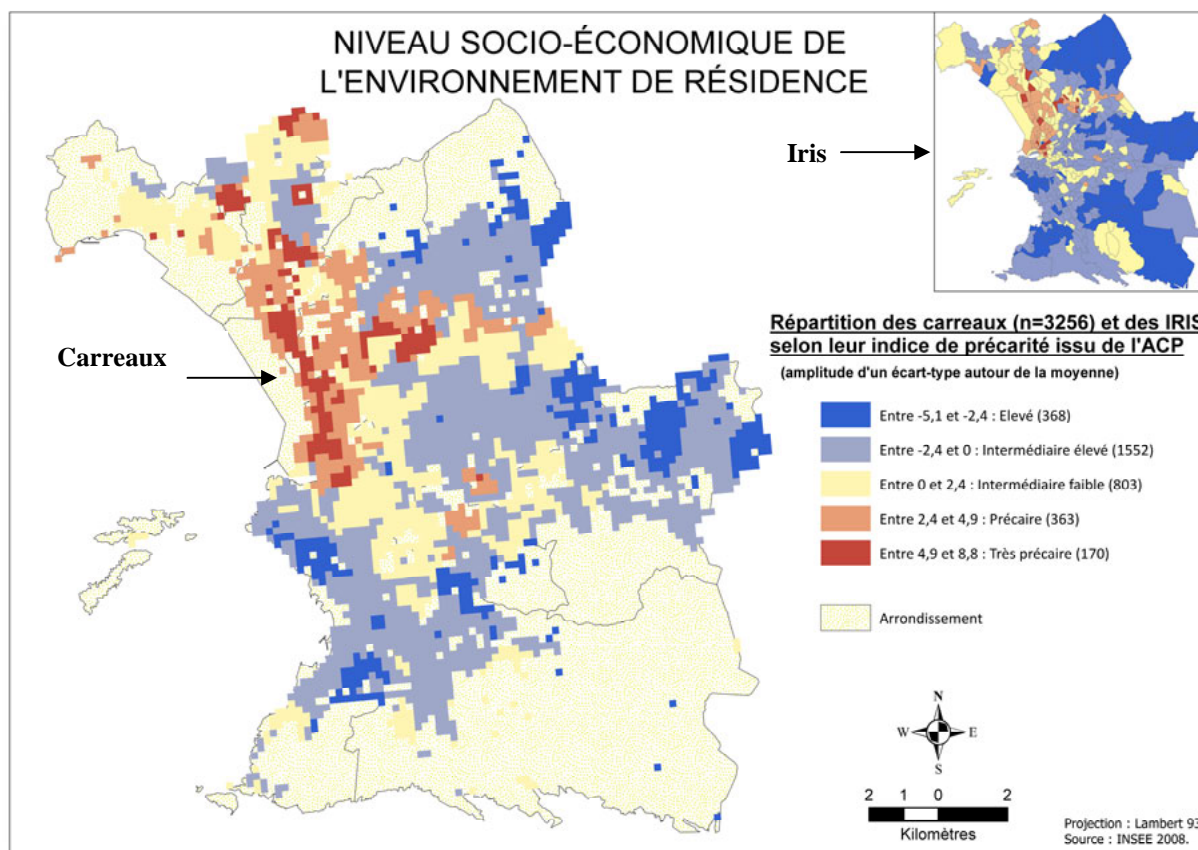 NIVEAU SOCIO-ÉCONOMIQUE DE
L'ENVIRONNEMENT DE RÉSIDENCE
Iris
Carreaux
Répartition des carreaux (n=3256) et des IRIS
selon leur indice de précarité issu de l'ACP
(amplitude d'un écart-type autour de la moyenne)
Entre -5,1 et -2,4 : Elevé (368)
Entre -2,4 et 0 : Intermédiaire élevé (1552)
Entre 0 et 2,4 : Intermédiaire faible (803)
Entre 2,4 et 4,9 : Précaire (363)
Entre 4,9 et 8,8 : Très précaire (170)
Arrondissement
N
W E
S
2 1 0 2
Kilomètres
Projection : Lambert 93
Source : INSEE 2008.